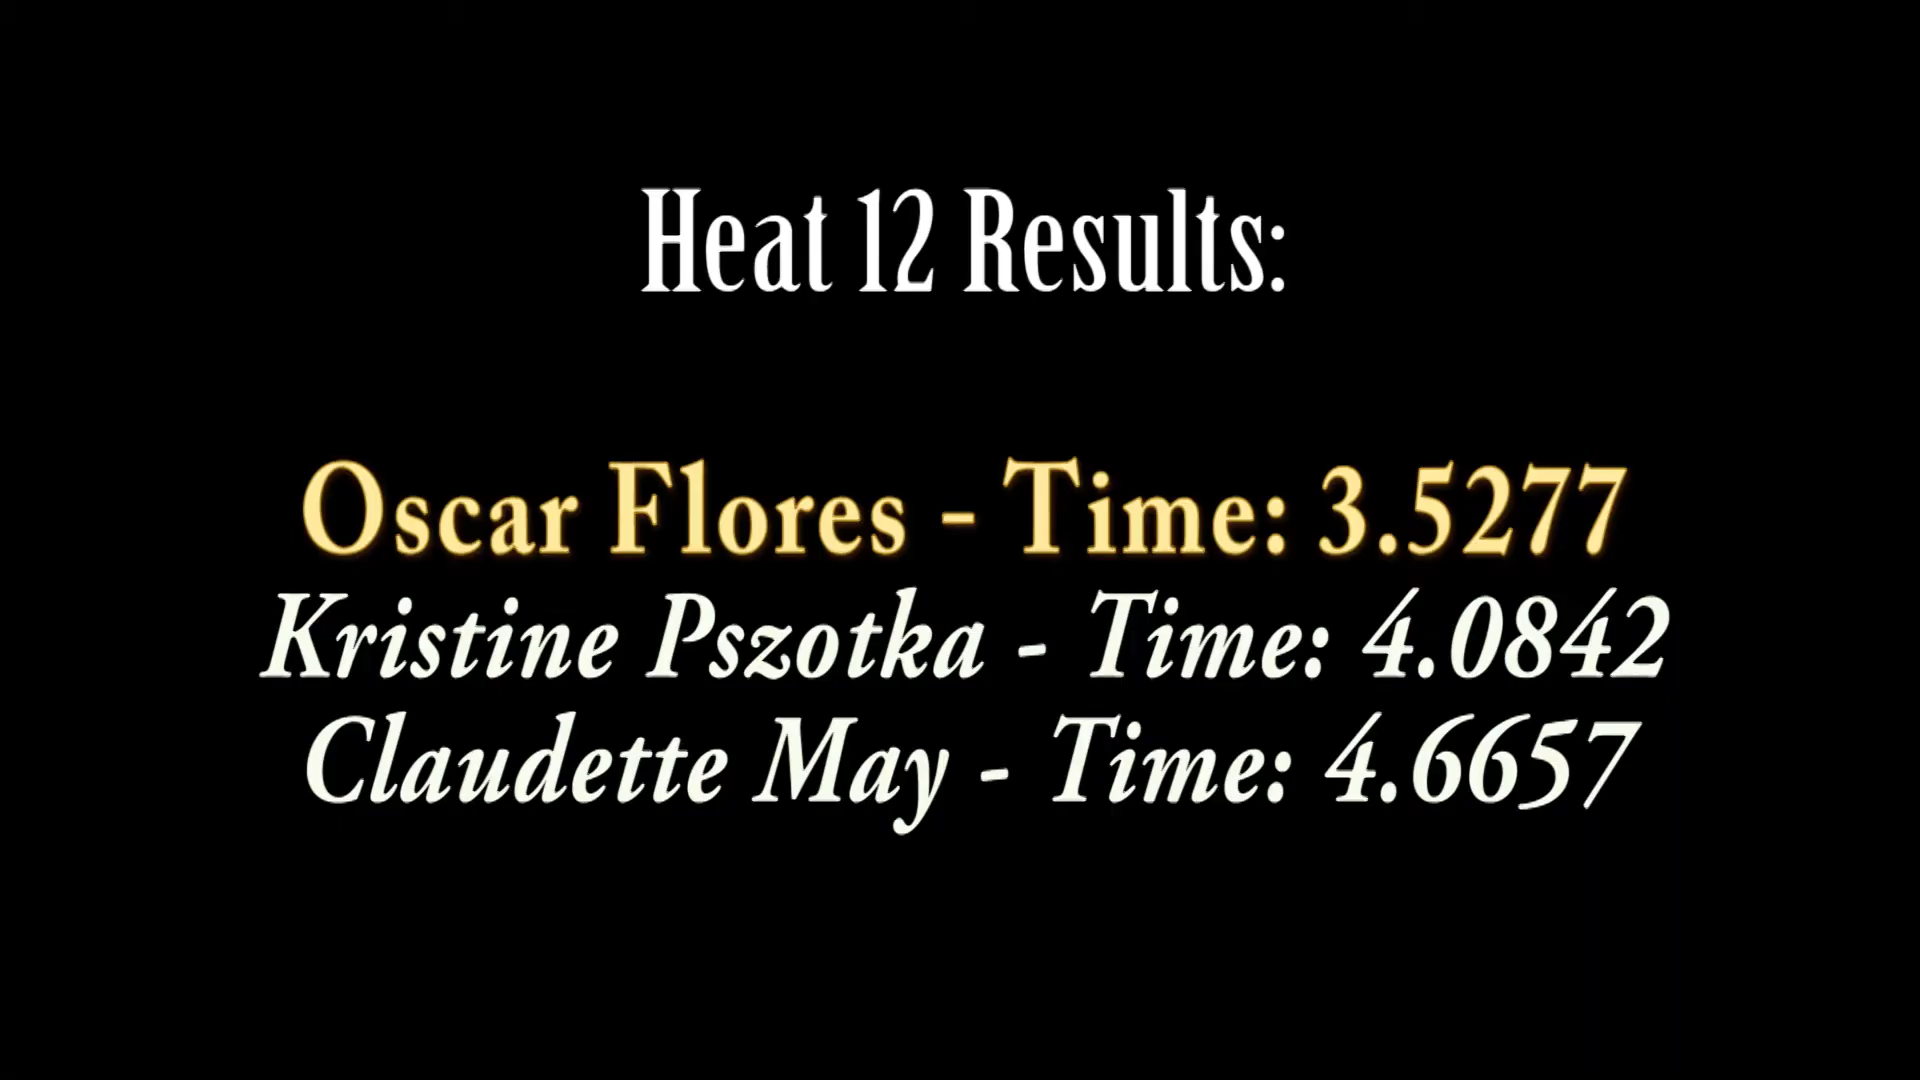 Heat 12 Results:
Oscar Flores - Time: 3.5277
Kristine Pszotka - Time: 4.0842
Claudette May - Time: 4.6657